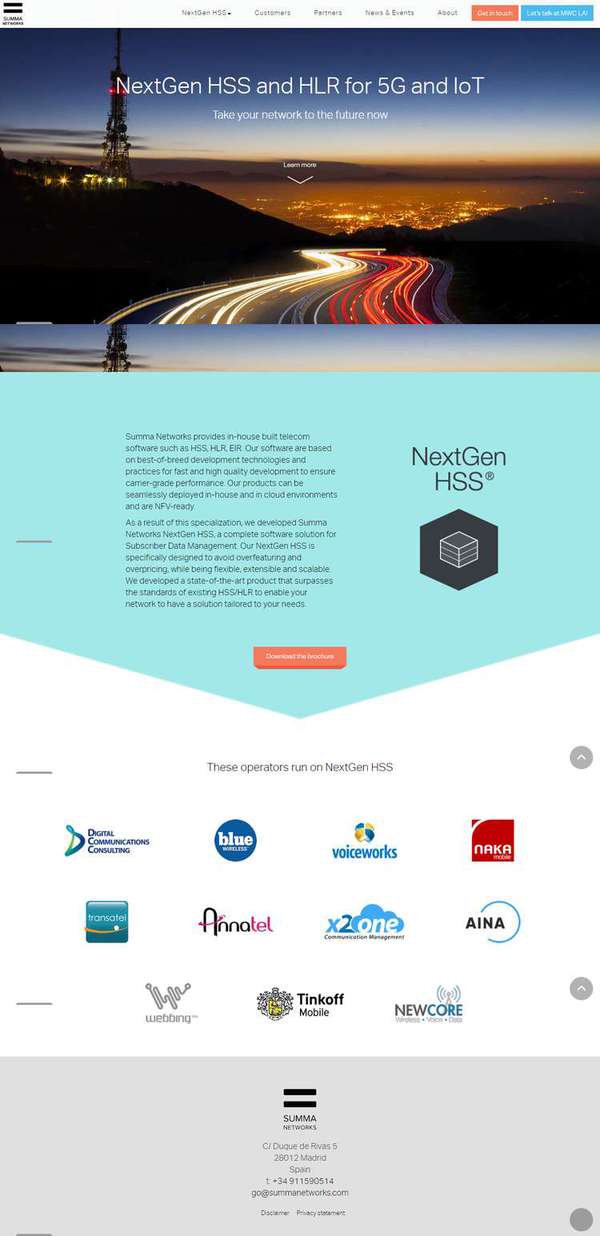 SUMMA
NETWORKS
NextGen HSS
Customers
Partners
News & Events
About
Get in touch
Let's talk at MWC LA!
NextGen HSS and HLR for 5G and IoT
Take your network to the future now
Learn more
Summa Networks provides in-house built telecom
software such as HSS, HLR, EIR. Our software are based
on best-of-breed development technologies and
practices for fast and high quality development to ensure
carrier-grade performance. Our products can be
seamlessly deployed in-house and in cloud environments
and are NFV-ready.
As a result of this specialization, we developed Summa
Networks NextGen HSS, a complete software solution for
Subscriber Data Management. Our NextGen HSS is
specifically designed to avoid overfeaturing and
overpricing, while being flexible, extensible and scalable.
We developed a state-of-the-art product that surpasses
the standards of existing HSS/HLR to enable your
network to have a solution tailored to your needs.
NextGen
HSS®
Download the brochure
These operators run on NextGen HSS
DIGITAL
COMMUNICATIONS
CONSULTING
blue
WIRELESS
voiceworks
NAKA
mobile
transatel
Annatel
x2one
Communication Management
AINA
webbing
Tinkoff
Mobile
NEWCORE
Wireless • Voice • Data
SUMMA
NETWORKS
C/ Duque de Rivas 5
28012 Madrid
Spain
t: +34 911590514
go@summanetworks.com
Disclaimer
Privacy statement